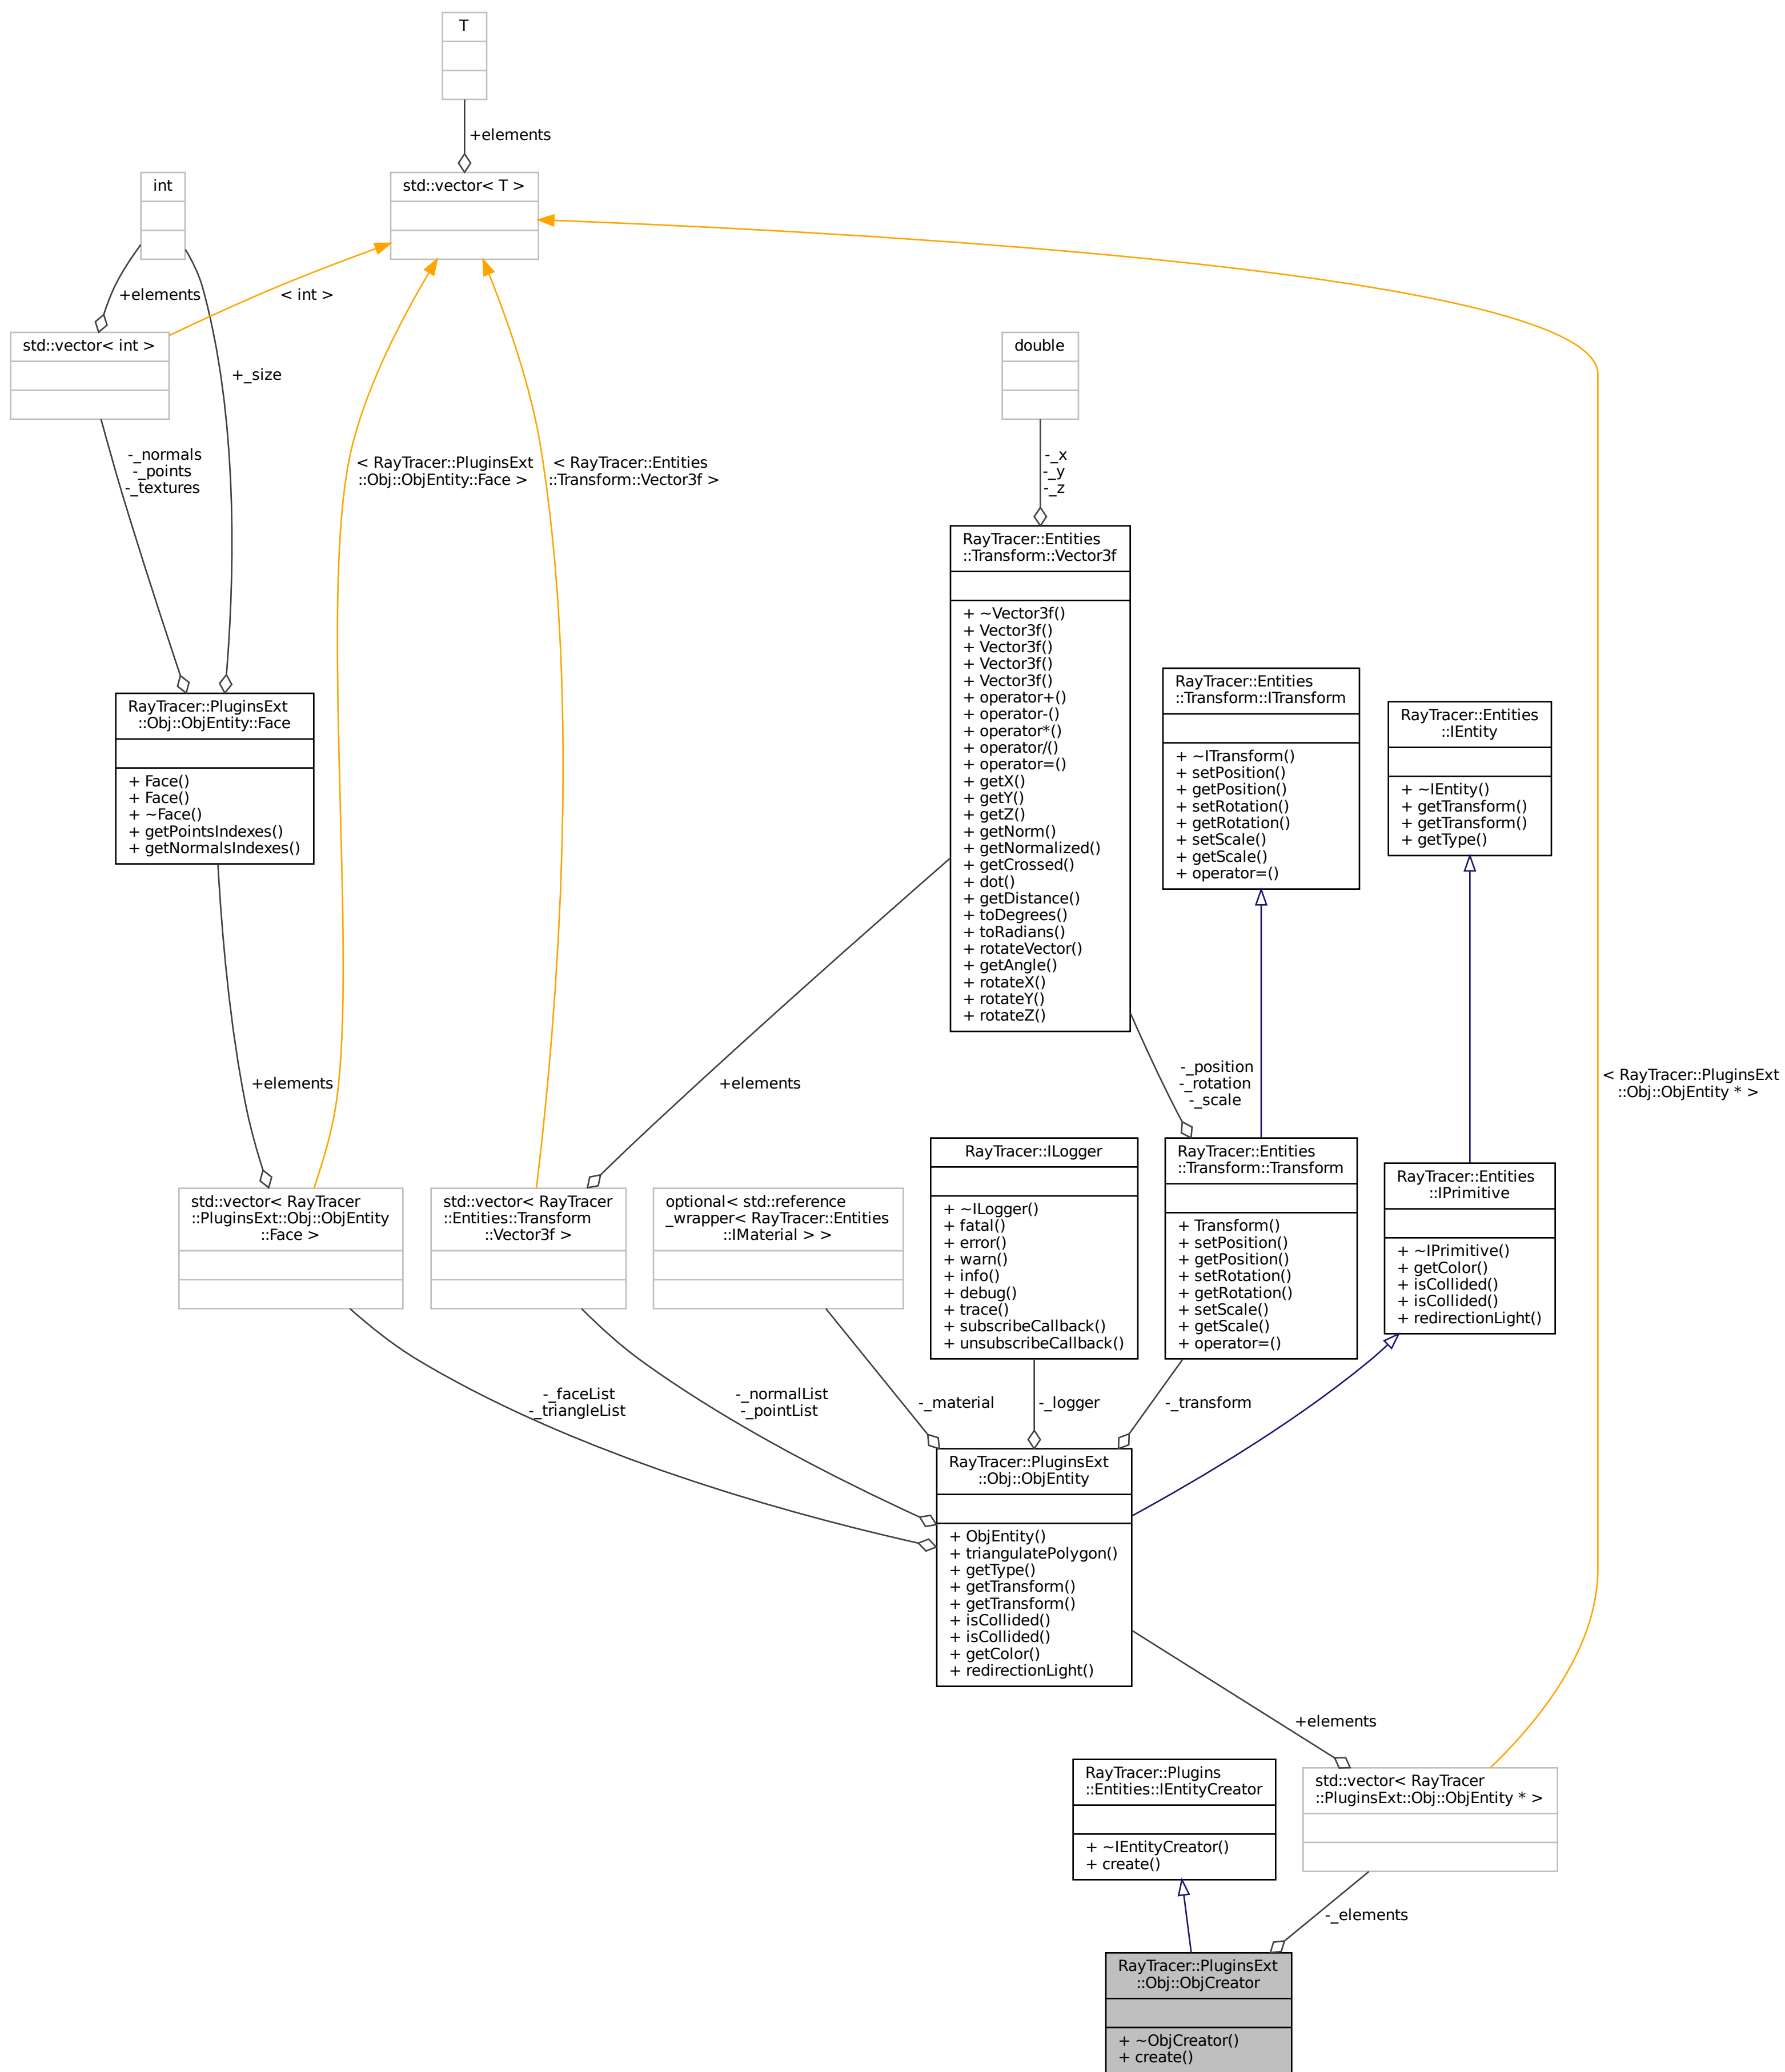 T
+elements
int
std::vector< T >
+elements
< int >
std::vector< int >
+_size
double
-_normals
-_points
-_textures
< RayTracer::PluginsExt
::Obj::ObjEntity::Face >
< RayTracer::Entities
::Transform::Vector3f >
-_x
-_y
-_z
RayTracer::Entities
::Transform::Vector3f
+ ~Vector3f()
+ Vector3f()
+ Vector3f()
+ Vector3f()
+ Vector3f()
+ operator+()
+ operator-()
+ operator*()
+ operator/()
+ operator=()
+ getX()
+ getY()
+ getZ()
+ getNorm()
+ getNormalized()
+ getCrossed()
+ dot()
+ getDistance()
+ toDegrees()
+ toRadians()
+ rotateVector()
+ getAngle()
+ rotateX()
+ rotateY()
+ rotateZ()
RayTracer::Entities
::Transform::ITransform
+ ~ITransform()
+ setPosition()
+ getPosition()
+ setRotation()
+ getRotation()
+ setScale()
+ getScale()
+ operator=()
RayTracer::Entities
::IEntity
+ ~IEntity()
+ getTransform()
+ getTransform()
+ getType()
RayTracer::PluginsExt
::Obj::ObjEntity::Face
+ Face()
+ Face()
+ ~Face()
+ getPointsIndexes()
+ getNormalsIndexes()
+elements
+elements
-_position
-_rotation
-_scale
< RayTracer::PluginsExt
::Obj::ObjEntity * >
std::vector< RayTracer
::PluginsExt::Obj::ObjEntity
::Face >
std::vector< RayTracer
::Entities::Transform
::Vector3f >
optional< std::reference
_wrapper< RayTracer::Entities
::IMaterial > >
RayTracer::ILogger
+ ~ILogger()
+ fatal()
+ error()
+ warn()
+ info()
+ debug()
+ trace()
+ subscribeCallback()
+ unsubscribeCallback()
RayTracer::Entities
::Transform::Transform
+ Transform()
+ setPosition()
+ getPosition()
+ setRotation()
+ getRotation()
+ setScale()
+ getScale()
+ operator=()
RayTracer::Entities
::IPrimitive
+ ~IPrimitive()
+ getColor()
+ isCollided()
+ isCollided()
+ redirectionLight()
-_faceList
-_triangleList
-_normalList
-_pointList
-_material
-_logger
-_transform
RayTracer::PluginsExt
::Obj::ObjEntity
+ ObjEntity()
+ triangulatePolygon()
+ getType()
+ getTransform()
+ getTransform()
+ isCollided()
+ isCollided()
+ getColor()
+ redirectionLight()
+elements
RayTracer::Plugins
::Entities::IEntityCreator
+ ~IEntityCreator()
+ create()
std::vector< RayTracer
::PluginsExt::Obj::ObjEntity * >
-_elements
RayTracer::PluginsExt
::Obj::ObjCreator
+ ~ObjCreator()
+ create()